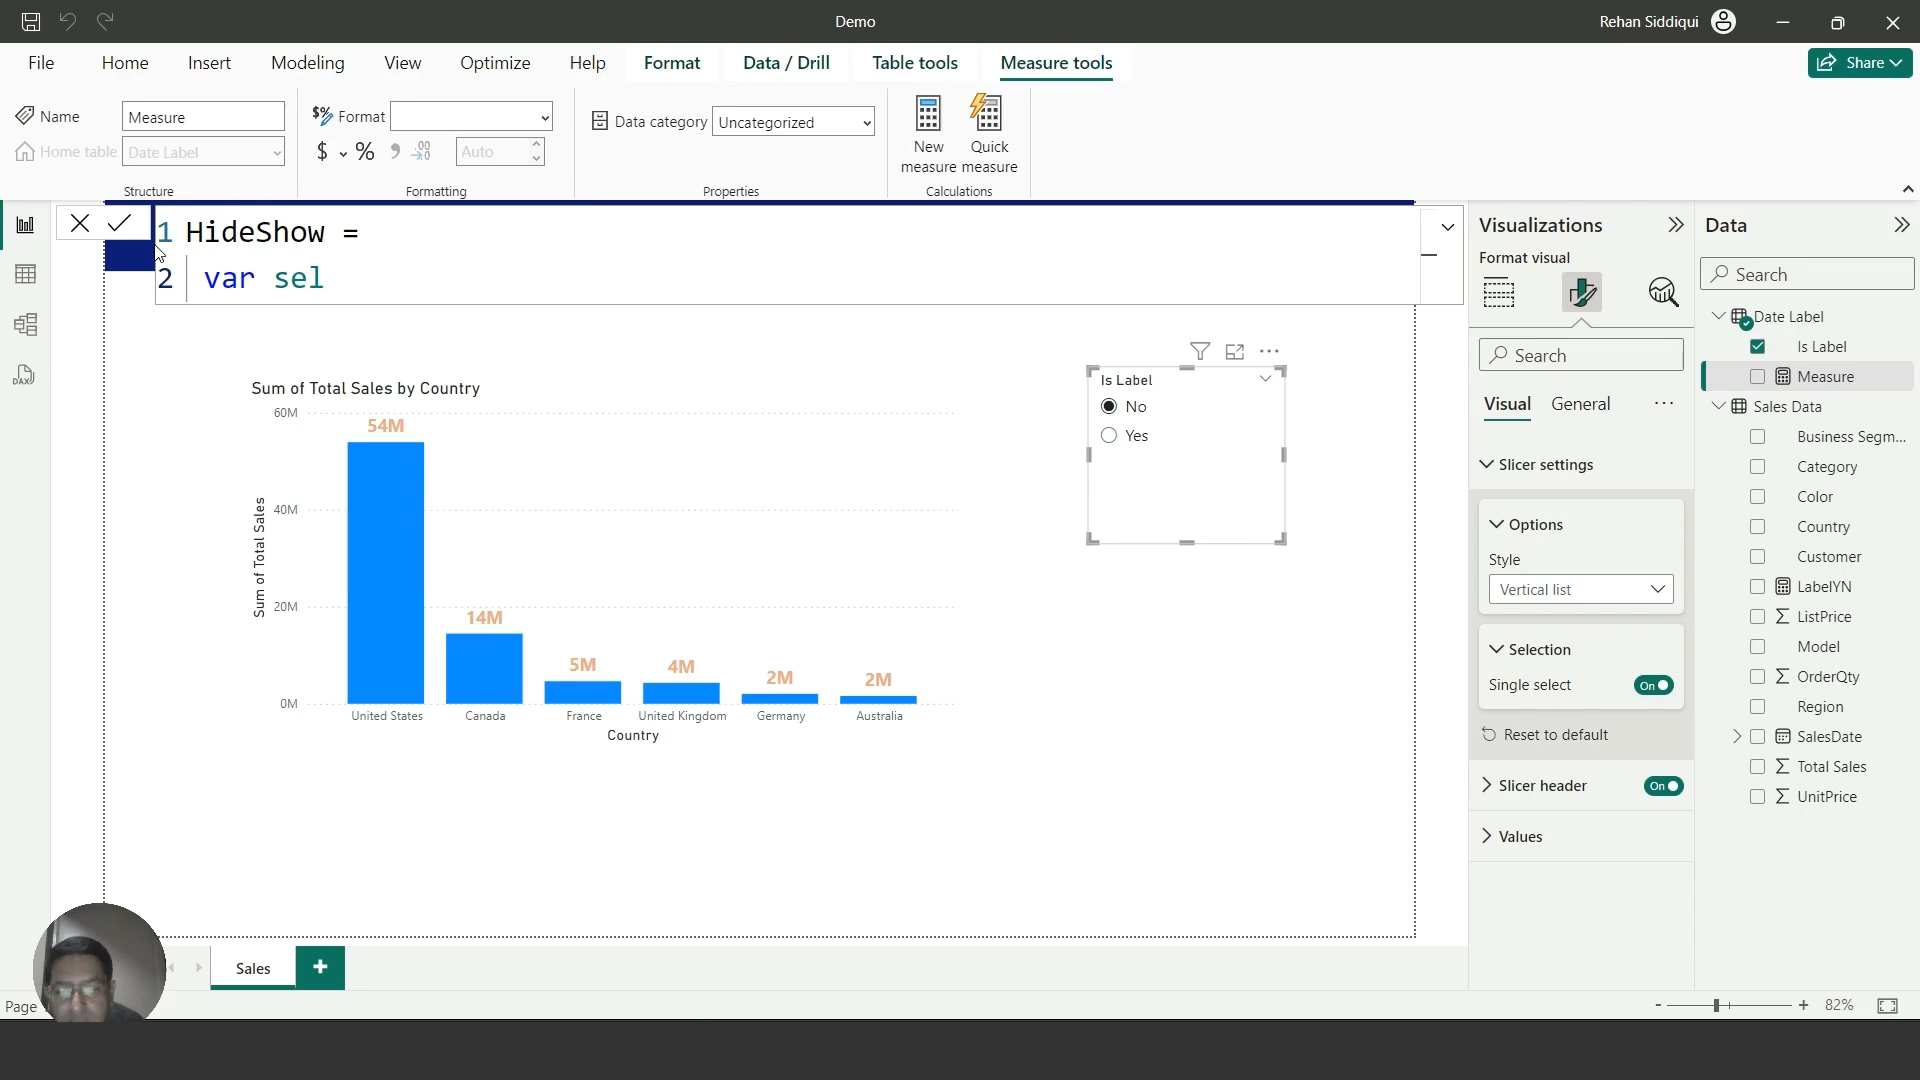 Demo
Rehan Siddiqui
File Home Insert Modeling View Optimize Help Format Data / Drill Table tools Measure tools
Share
Name Measure
Home table Date Label
Structure
$% Format
$ % 9 .00 Auto
Formatting
Data category Uncategorized
Properties
New measure
Quick measure
Calculations
1 HideShow =
2 var sel
Sum of Total Sales by Country
Sum of Total Sales
60M
40M
20M
0M
54M
14M
5M
4M
2M
2M
United States Canada France United Kingdom Germany Australia
Country
Is Label
No
Yes
Visualizations
Format visual
Search
Visual General
Slicer settings
Options
Style
Vertical list
Selection
Single select On
Reset to default
Slicer header On
Values
Data
Search
Date Label
Is Label
Measure
Sales Data
Business Segm...
Category
Color
Country
Customer
LabelYN
ListPrice
Model
OrderQty
Region
SalesDate
Total Sales
UnitPrice
DAX
Sales
Page
- + 82%